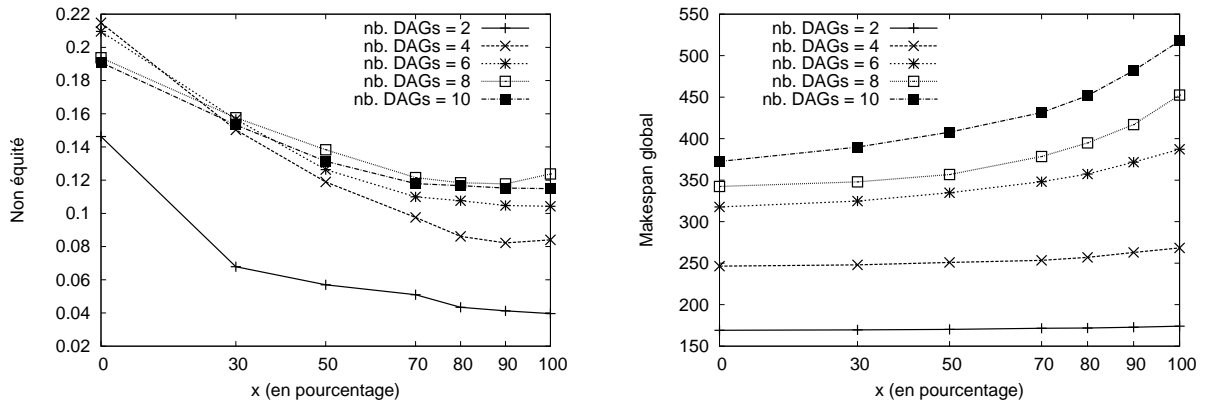 0.22
0.2
0.18
0.16
0.14
0.12
0.1
0.08
0.06
0.04
0.02
Non équité
0 30 50 70 80 90 100
x (en pourcentage)
nb. DAGs = 2
nb. DAGs = 4
nb. DAGs = 6
nb. DAGs = 8
nb. DAGs = 10
550
500
450
400
350
300
250
200
150
Makespan global
0 30 50 70 80 90 100
x (en pourcentage)
nb. DAGs = 2
nb. DAGs = 4
nb. DAGs = 6
nb. DAGs = 8
nb. DAGs = 10